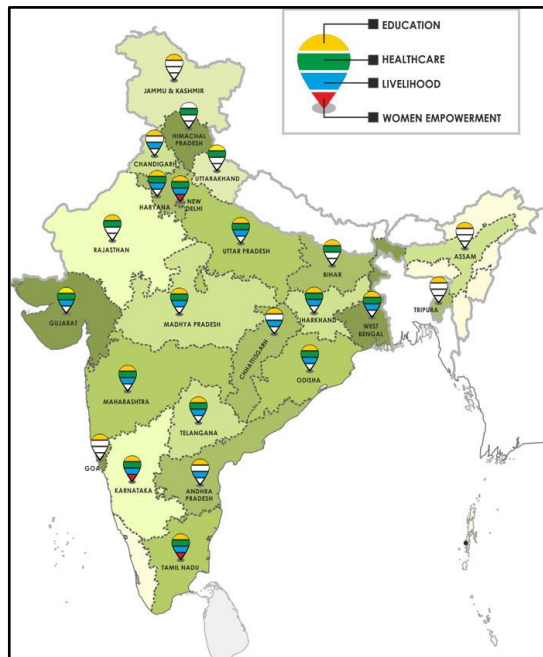 EDUCATION
HEALTHCARE
LIVELIHOOD
WOMEN EMPOWERMENT
JAMMU & KASHMIR
HIMACHAL
PRADESH
CHANDIGARH
UTTARAKHAND
HARYANA
NEW
DELHI
RAJASTHAN
UTTAR PRADESH
ASSAM
BIHAR
GUJARAT
MADHYA PRADESH
JHARKHAND
WEST
BENGAL
TRIPURA
CHHATISGARH
ODISHA
MAHARASHTRA
TELANGANA
GOA
KARNATAKA
ANDHRA
PRADESH
TAMIL NADU